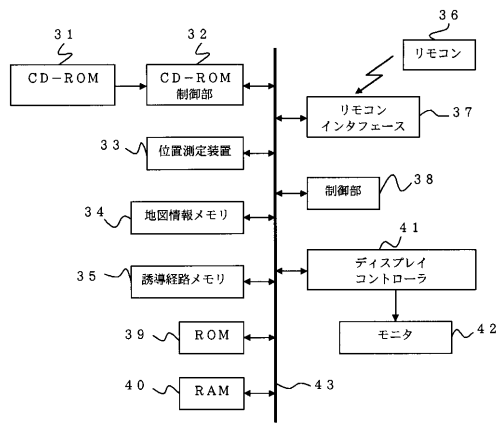 31
32
36
CD-ROM
CD-ROM
制御部
リモコン
リモコン
インタフェース
37
33
位置測定装置
制御部
38
34
地図情報メモリ
41
ディスプレイ
コントローラ
35
誘導経路メモリ
39
ROM
モニタ
42
40
RAM
43